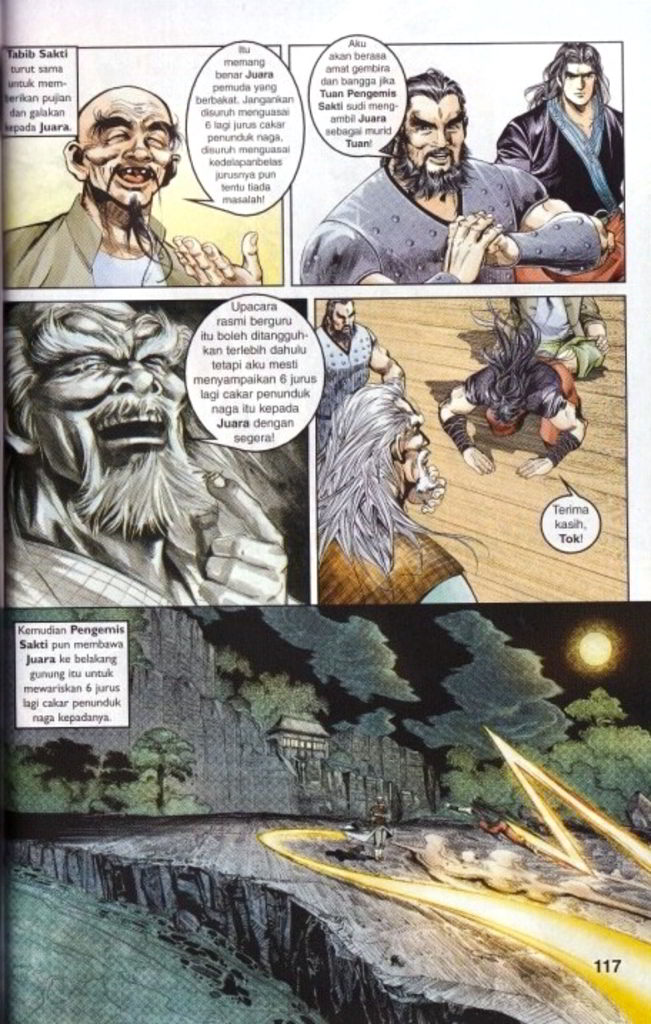 Tabib Sakti
turut sama
untuk mem-
berikan pujian
dan galakan
kepada Juara.
Itu
memang
benar Juara
pemuda yang
berbakat. Jangankan
disuruh menguasai
6 lagi jurus cakar
penunduk naga,
disuruh menguasai
kedelapanbelas
jurusnya pun
tentu tiada
masalah!
Aku
akan berasa
amat gembira
dan bangga jika
Tuan Pengemis
Sakti sudi meng-
ambil Juara
sebagai murid
Tuan!
Upacara
rasmi berguru
itu boleh ditangguh-
kan terlebih dahulu
tetapi aku mesti
menyampaikan 6 jurus
lagi cakar penunduk
naga itu kepada
Juara dengan
segera!
Terima
kasih,
Tok!
Kemudian Pengemis
Sakti pun membawa
Juara ke belakang
gunung itu untuk
mewariskan 6 jurus
lagi cakar penunduk
naga kepadanya.
117